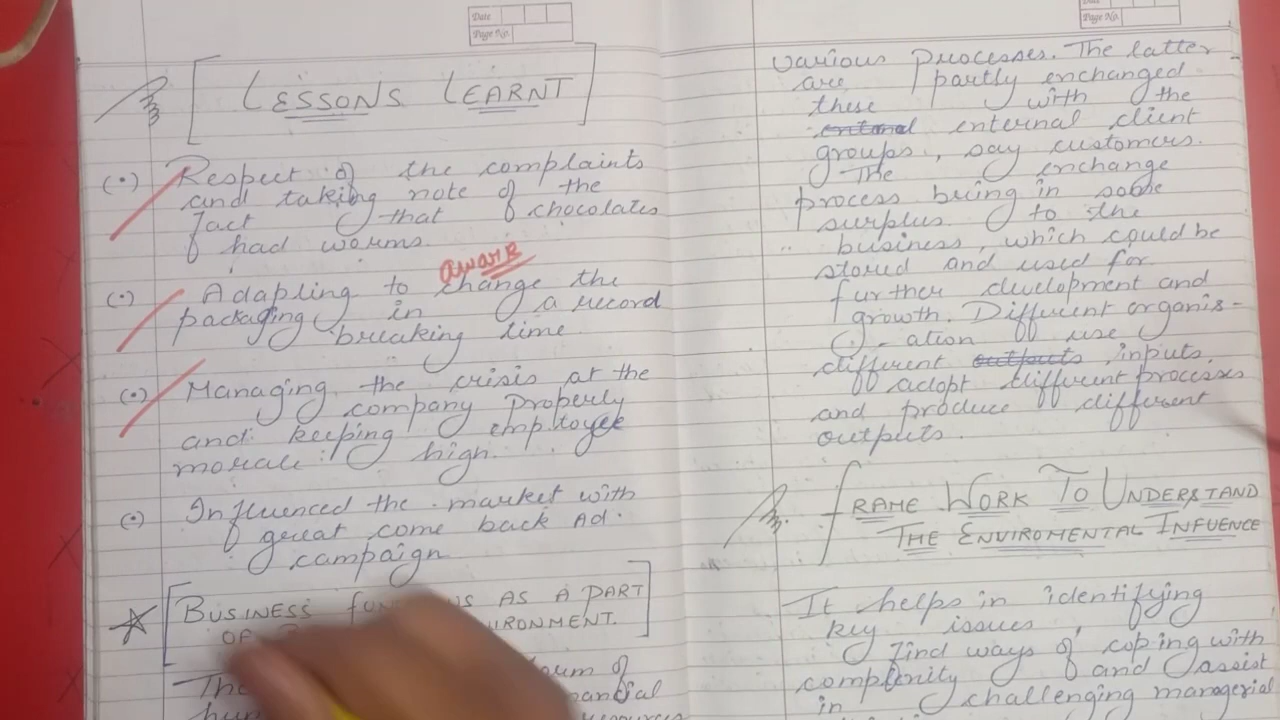 Date
Page No.
LESSONS LEARNT
(•) Respect of the complaints
and taking note of the
fact that of chocolates
had worms.
aware
(•) Adapting to change the
packaging in a record
breaking time
(•) Managing the crisis at the
company properly
and keeping employee
morale high.
(•) Influenced the market with
great come back Ad.
campaign
BUSINESS AS A PART
OF
The of
Page No.
various processes. The latter
are partly exchanged
these with the
external client
groups, say customers.
The exchange
process being in some
surplus to the
business, which could be
stored and used for
further development and
growth. Different organis-
-ation use
different outputs inputs,
adopt different processes
and produce different
outputs.
FRAME WORK TO UNDERSTAND
THE ENVIROMENTAL INFUENCE
It helps in identifying
key issues,
find ways of coping with
and assist
in challenging managerial